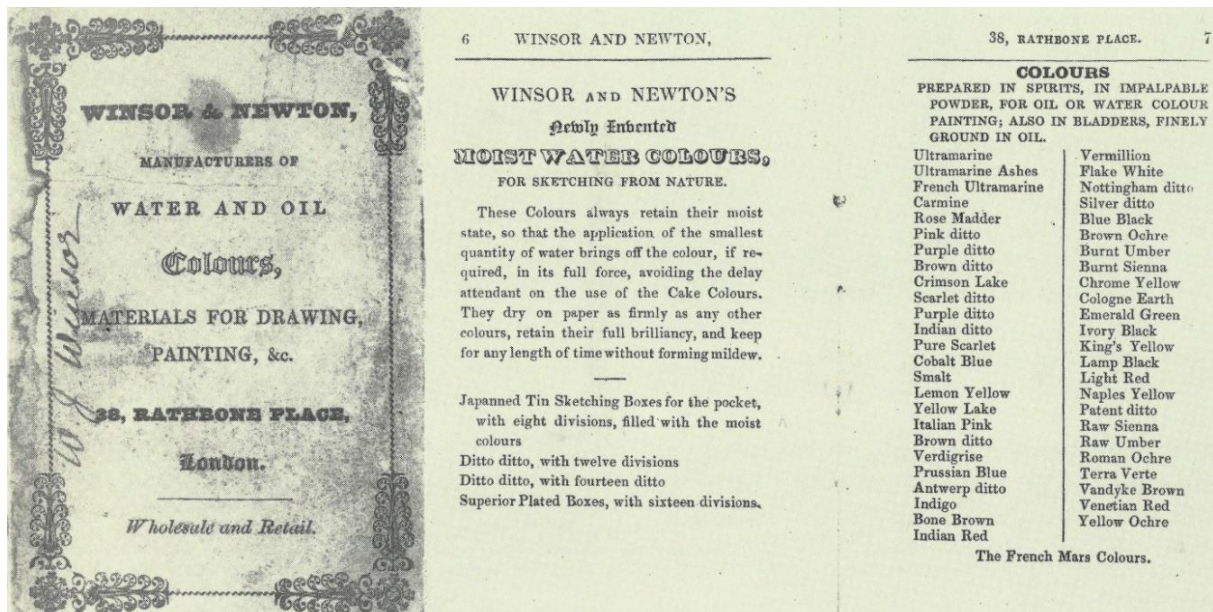 WINSOR & NEWTON,
MANUFACTURERS OF
WATER AND OIL
Colours,
MATERIALS FOR DRAWING,
PAINTING, &c.
38, RATHBONE PLACE,
London.
Wholesale and Retail.
W J Winsor
6 WINSOR AND NEWTON,
WINSOR AND NEWTON'S
Newly Invented
MOIST WATER COLOURS,
FOR SKETCHING FROM NATURE.
These Colours always retain their moist
state, so that the application of the smallest
quantity of water brings off the colour, if re-
quired, in its full force, avoiding the delay
attendant on the use of the Cake Colours.
They dry on paper as firmly as any other
colours, retain their full brilliancy, and keep
for any length of time without forming mildew.
Japanned Tin Sketching Boxes for the pocket,
with eight divisions, filled with the moist
colours
Ditto ditto, with twelve divisions
Ditto ditto, with fourteen ditto
Superior Plated Boxes, with sixteen divisions.
38, RATHBONE PLACE. 7
COLOURS
PREPARED IN SPIRITS, IN IMPALPABLE
POWDER, FOR OIL OR WATER COLOUR
PAINTING; ALSO IN BLADDERS, FINELY
GROUND IN OIL.
Ultramarine
Ultramarine Ashes
French Ultramarine
Carmine
Rose Madder
Pink ditto
Purple ditto
Brown ditto
Crimson Lake
Scarlet ditto
Purple ditto
Indian ditto
Pure Scarlet
Cobalt Blue
Smalt
Lemon Yellow
Yellow Lake
Italian Pink
Brown ditto
Verdigrise
Prussian Blue
Antwerp ditto
Indigo
Bone Brown
Indian Red
Vermillion
Flake White
Nottingham ditto
Silver ditto
Blue Black
Brown Ochre
Burnt Umber
Burnt Sienna
Chrome Yellow
Cologne Earth
Emerald Green
Ivory Black
King's Yellow
Lamp Black
Light Red
Naples Yellow
Patent ditto
Raw Sienna
Raw Umber
Roman Ochre
Terra Verte
Vandyke Brown
Venetian Red
Yellow Ochre
The French Mars Colours.